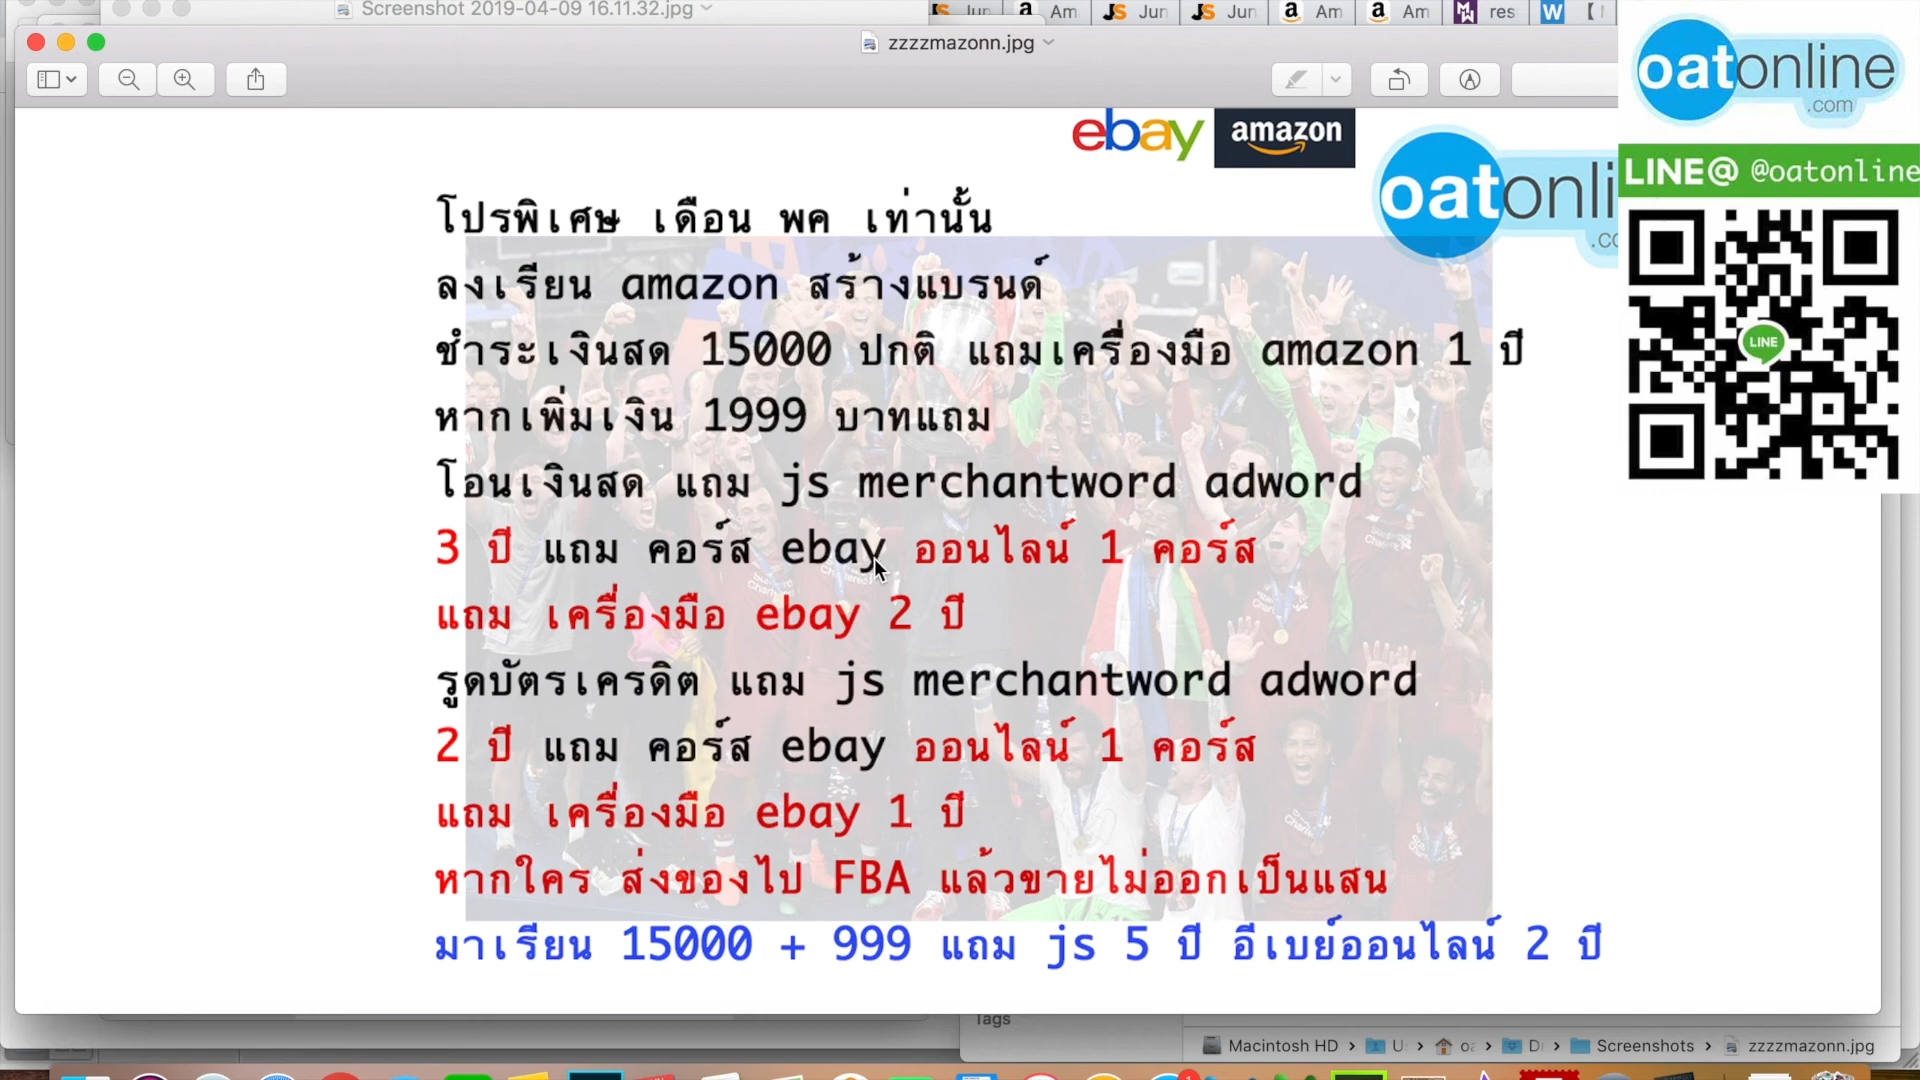 Screenshot 2019-04-09 16.11.32.jpg
Jun
Am
Jun
Jun
Am
Am
res
zzzzmazonn.jpg
oatonline
.com
ebay
amazon
oatonli
LINE@ @oatonline
LINE
โปรพิเศษ เดือน พค เท่านั้น
ลงเรียน amazon สร้างแบรนด์
ชำระเงินสด 15000 ปกติ แถมเครื่องมือ amazon 1 ปี
หากเพิ่มเงิน 1999 บาทแถม
โอนเงินสด แถม js merchantword adword
3 ปี แถม คอร์ส ebay ออนไลน์ 1 คอร์ส
แถม เครื่องมือ ebay 2 ปี
รูดบัตรเครดิต แถม js merchantword adword
2 ปี แถม คอร์ส ebay ออนไลน์ 1 คอร์ส
แถม เครื่องมือ ebay 1 ปี
หากใคร ส่งของไป FBA แล้วขายไม่ออกเป็นแสน
มาเรียน 15000 + 999 แถม js 5 ปี อีเบย์ออนไลน์ 2 ปี
Tags
Macintosh HD › Screenshots › zzzzmazonn.jpg